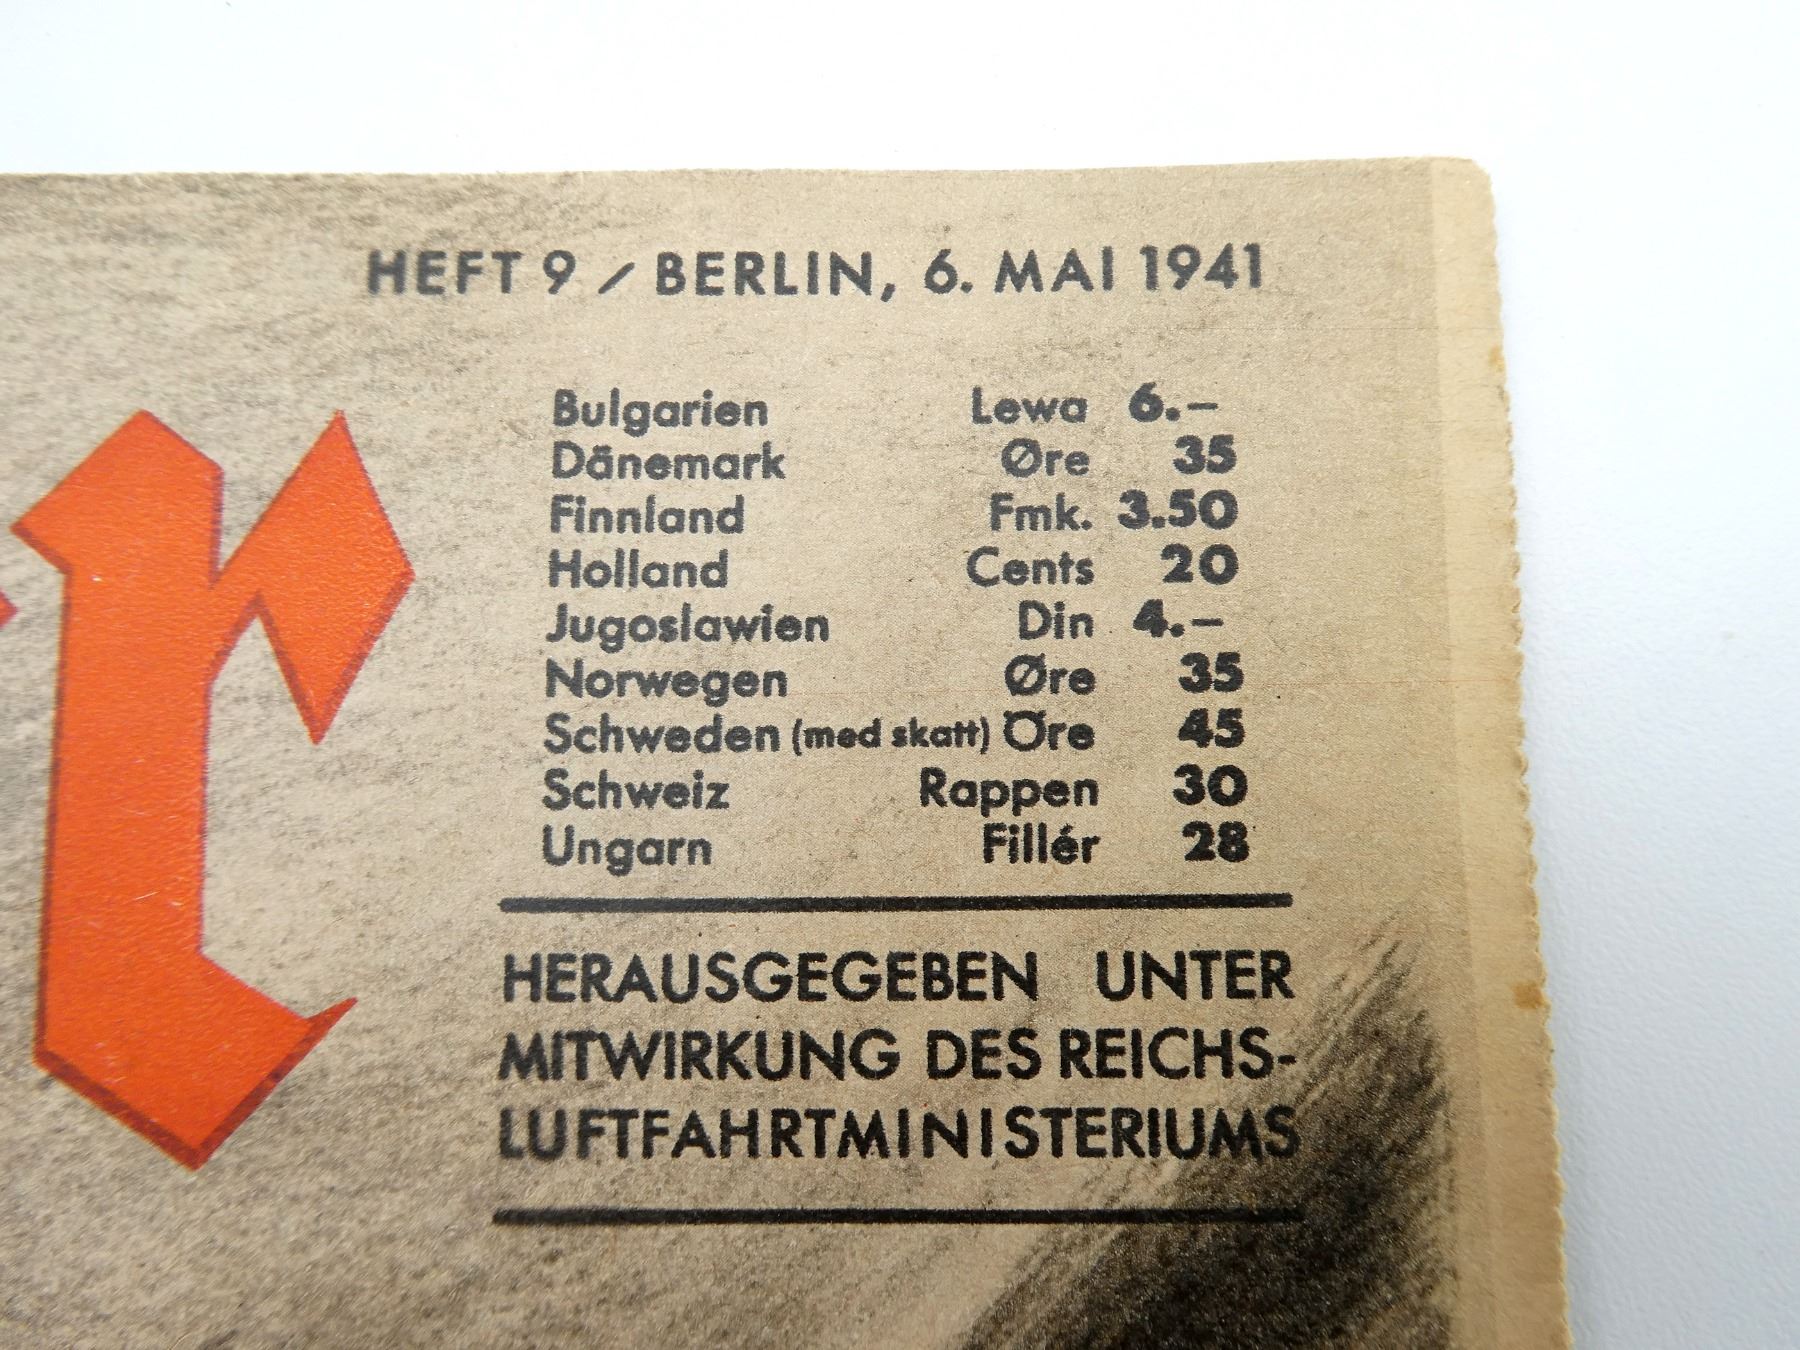 HEFT 9 / BERLIN, 6. MAI 1941
r
Bulgarien Lewa 6.–
Dänemark Øre 35
Finnland Fmk. 3.50
Holland Cents 20
Jugoslawien Din 4.–
Norwegen Øre 35
Schweden (med skatt) Öre 45
Schweiz Rappen 30
Ungarn Fillér 28
HERAUSGEGEBEN UNTER
MITWIRKUNG DES REICHS-
LUFTFAHRTMINISTERIUMS